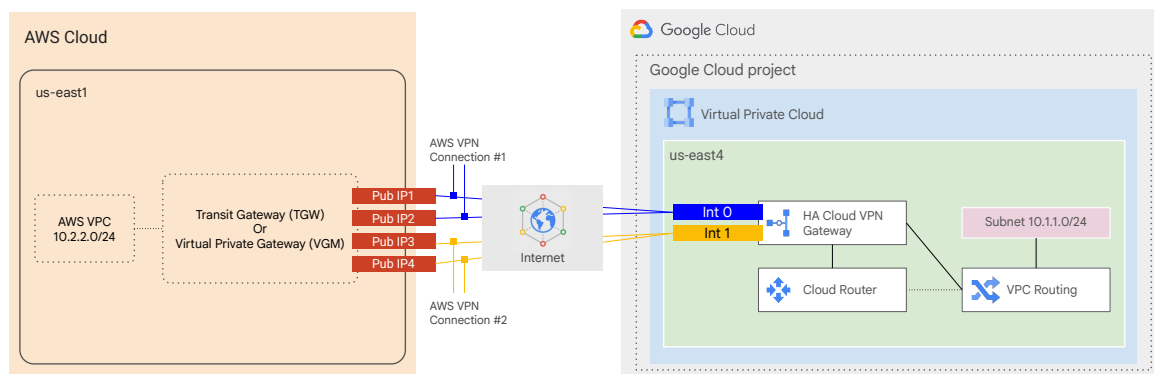 AWS Cloud
us-east1
AWS VPC
10.2.2.0/24
Transit Gateway (TGW)
Or
Virtual Private Gateway (VGM)
Pub IP1
Pub IP2
Pub IP3
Pub IP4
AWS VPN
Connection #1
AWS VPN
Connection #2
Internet
Google Cloud
Google Cloud project
Virtual Private Cloud
us-east4
Int 0
Int 1
HA Cloud VPN
Gateway
Subnet 10.1.1.0/24
Cloud Router
VPC Routing